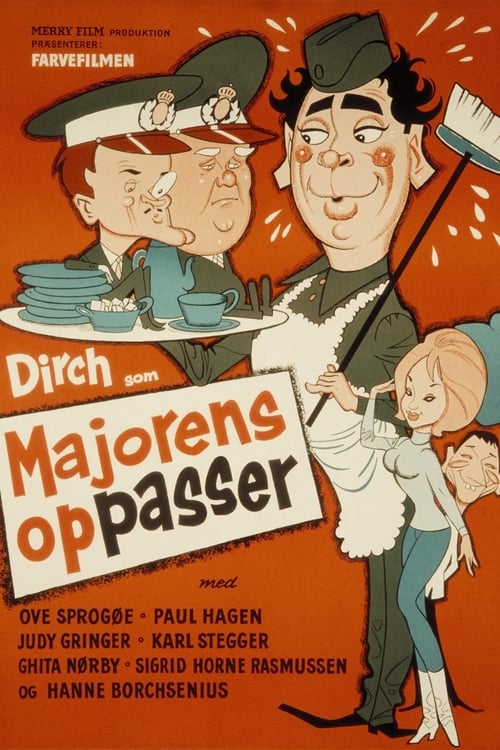 MERRY FILM PRODUKTION
PRÆSENTERER:
FARVEFILMEN
Dirch som
Majorens
oppasser
med
OVE SPROGØE • PAUL HAGEN
JUDY GRINGER • KARL STEGGER
GHITA NØRBY • SIGRID HORNE RASMUSSEN
OG HANNE BORCHSENIUS